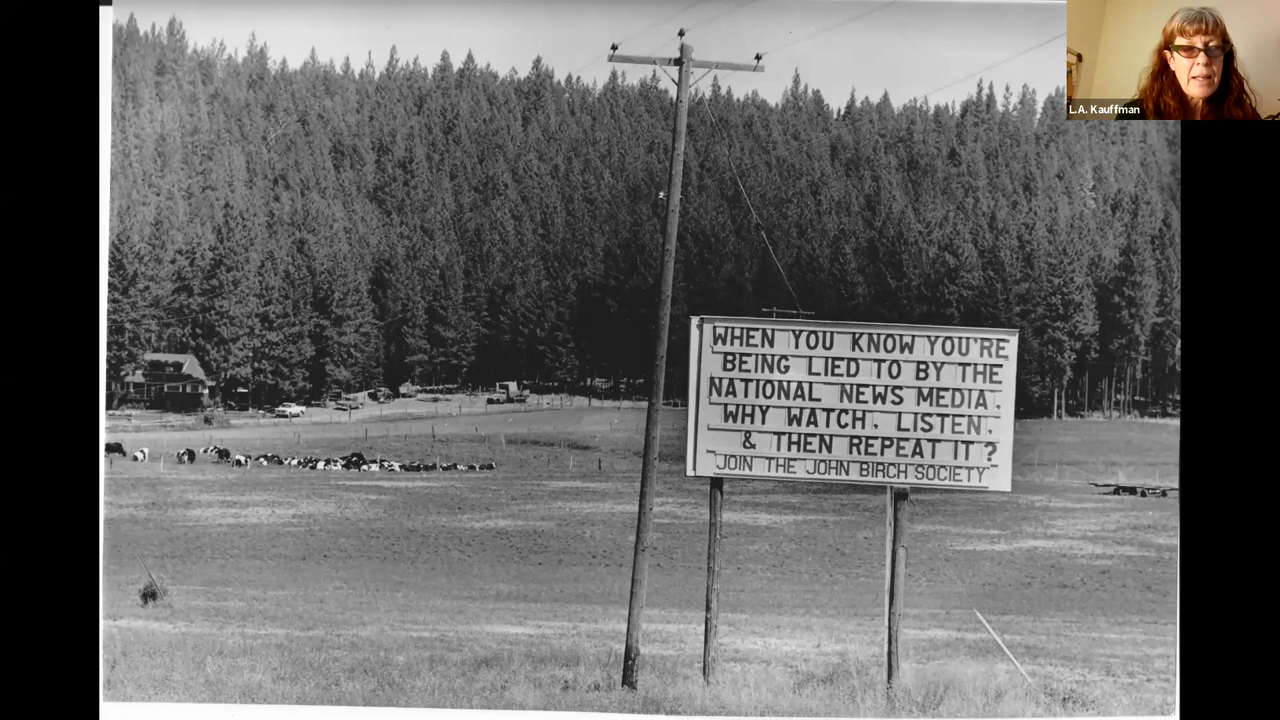 L.A. Kauffman
WHEN YOU KNOW YOU'RE
BEING LIED TO BY THE
NATIONAL NEWS MEDIA,
WHY WATCH, LISTEN,
& THEN REPEAT IT?
JOIN THE JOHN BIRCH SOCIETY